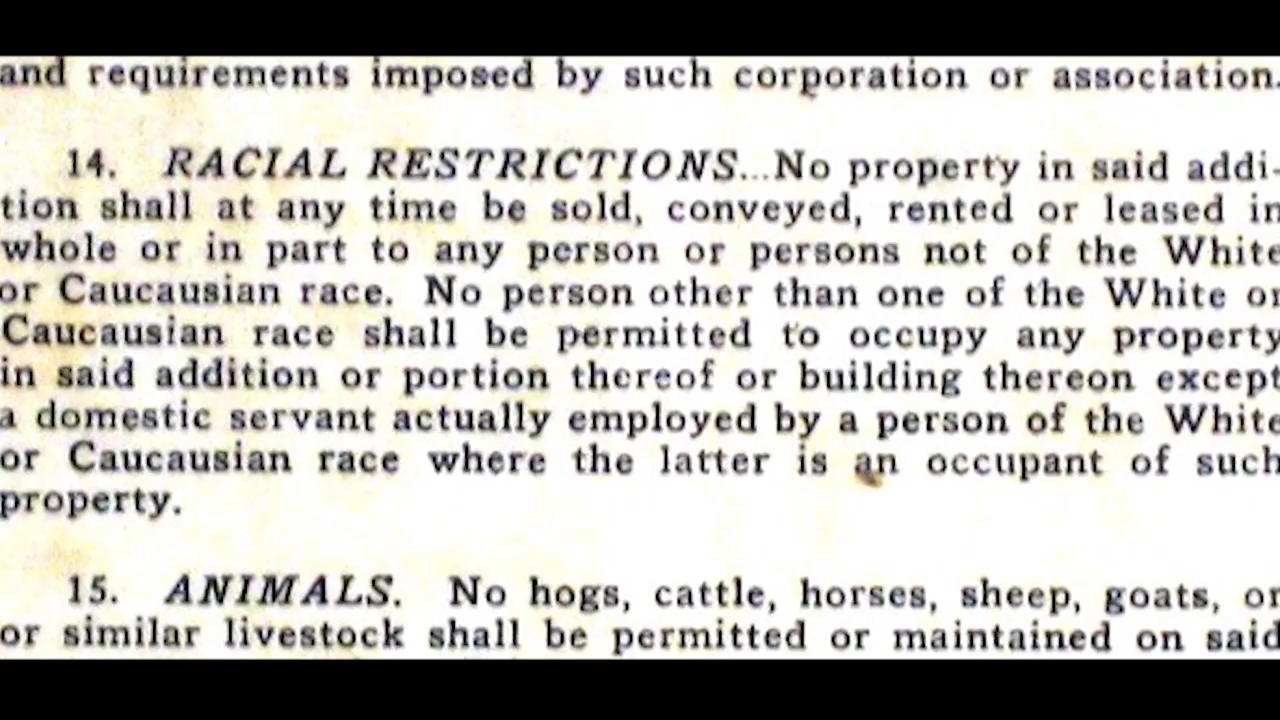 and requirements imposed by such corporation or association.
14. RACIAL RESTRICTIONS...No property in said addi-
tion shall at any time be sold, conveyed, rented or leased in
whole or in part to any person or persons not of the White
or Caucausian race. No person other than one of the White or
Caucausian race shall be permitted to occupy any property
in said addition or portion thereof or building thereon except
a domestic servant actually employed by a person of the White
or Caucausian race where the latter is an occupant of such
property.
15. ANIMALS. No hogs, cattle, horses, sheep, goats, or
or similar livestock shall be permitted or maintained on said